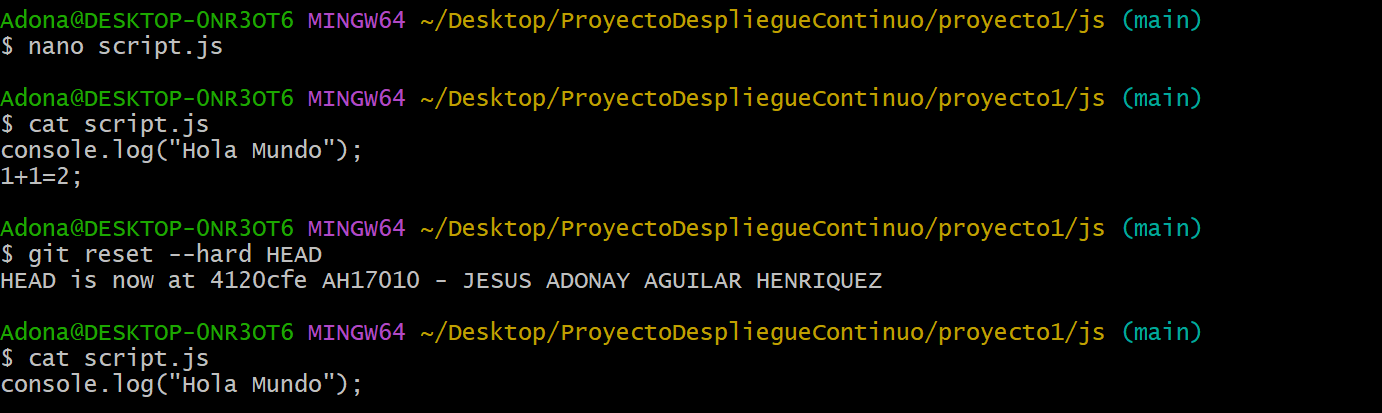 Adona@DESKTOP-0NR3OT6 MINGW64 ~/Desktop/ProyectoDespliegueContinuo/proyecto1/js (main)
$ nano script.js
Adona@DESKTOP-0NR3OT6 MINGW64 ~/Desktop/ProyectoDespliegueContinuo/proyecto1/js (main)
$ cat script.js
console.log("Hola Mundo");
1+1=2;
Adona@DESKTOP-0NR3OT6 MINGW64 ~/Desktop/ProyectoDespliegueContinuo/proyecto1/js (main)
$ git reset --hard HEAD
HEAD is now at 4120cfe AH17010 - JESUS ADONAY AGUILAR HENRIQUEZ
Adona@DESKTOP-0NR3OT6 MINGW64 ~/Desktop/ProyectoDespliegueContinuo/proyecto1/js (main)
$ cat script.js
console.log("Hola Mundo");